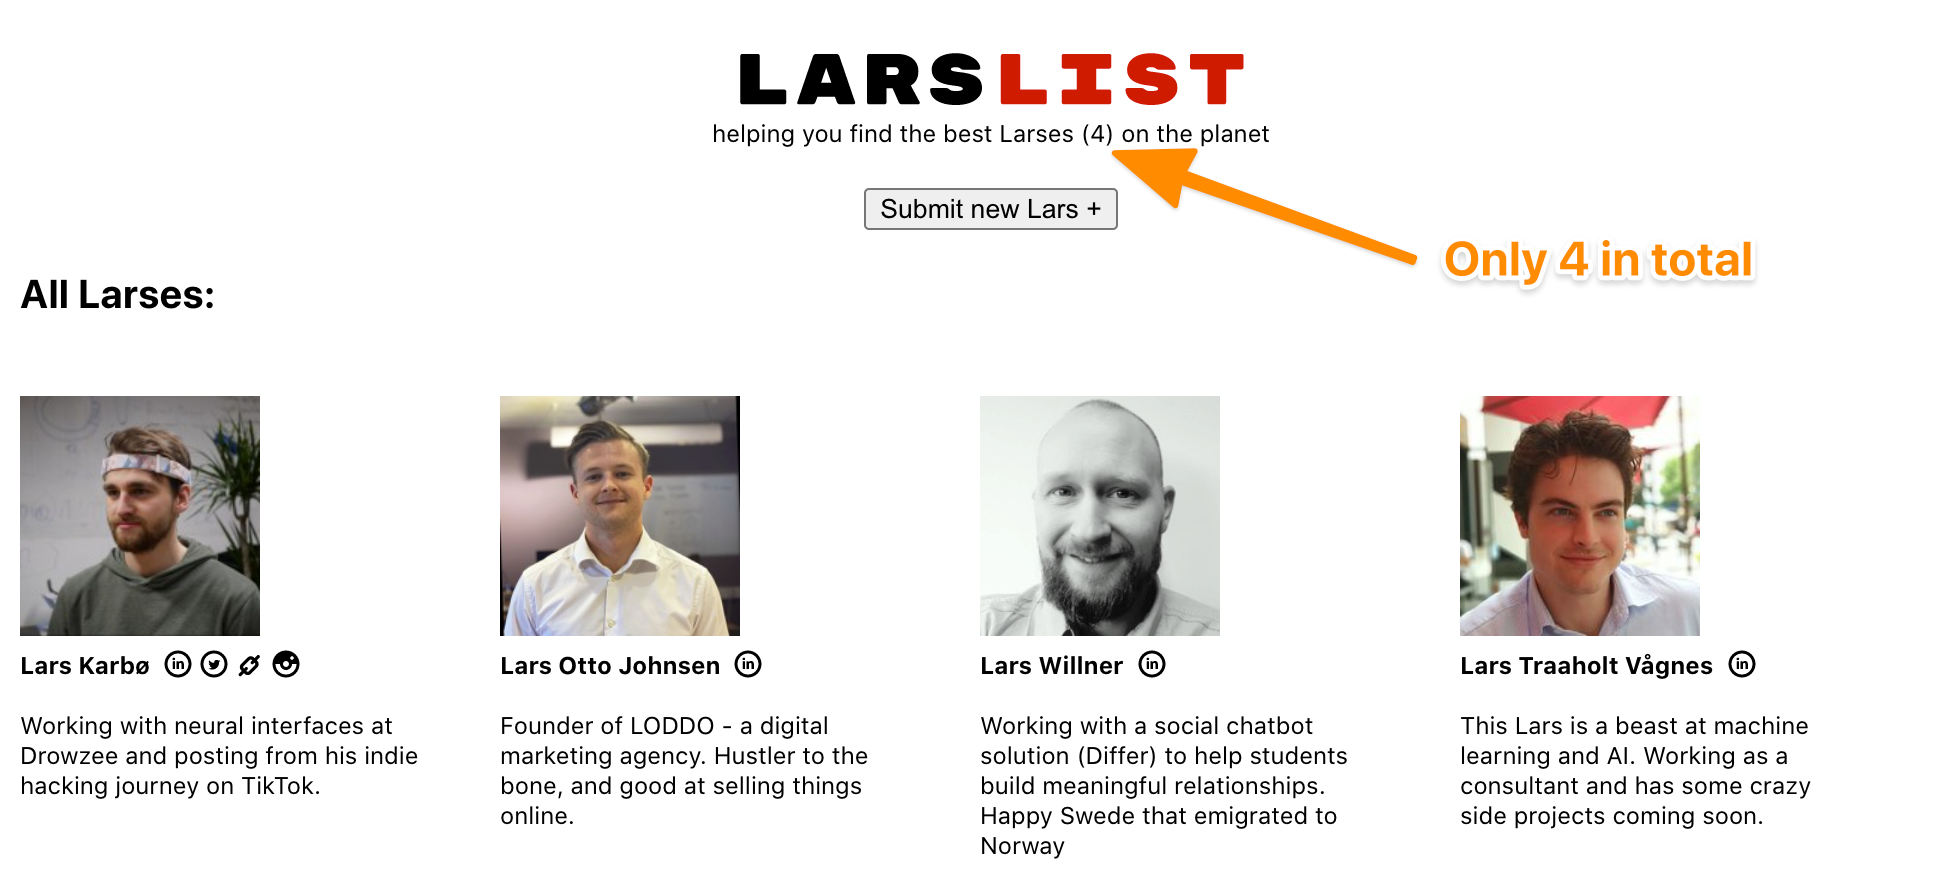 LARSLIST
helping you find the best Larses (4) on the planet
Submit new Lars +
Only 4 in total
All Larses:
Lars Karbø
Working with neural interfaces at
Drowzee and posting from his indie
hacking journey on TikTok.
Lars Otto Johnsen
Founder of LODDO - a digital
marketing agency. Hustler to the
bone, and good at selling things
online.
Lars Willner
Working with a social chatbot
solution (Differ) to help students
build meaningful relationships.
Happy Swede that emigrated to
Norway
Lars Traaholt Vågnes
This Lars is a beast at machine
learning and AI. Working as a
consultant and has some crazy
side projects coming soon.